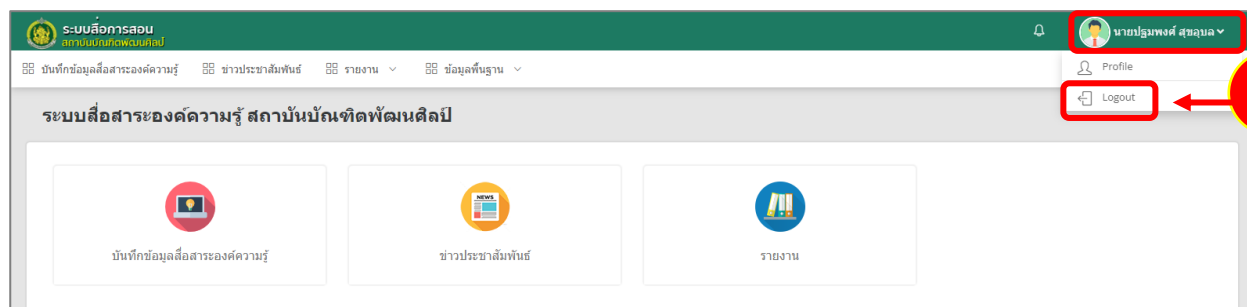 ระบบสื่อการสอน
สถาบันบัณฑิตพัฒนศิลป์
นายปฐมพงศ์ สุขอุบล
บันทึกข้อมูลสื่อสาระองค์ความรู้
ข่าวประชาสัมพันธ์
รายงาน
ข้อมูลพื้นฐาน
Profile
Logout
ระบบสื่อสาระองค์ความรู้ สถาบันบัณฑิตพัฒนศิลป์
NEWS
บันทึกข้อมูลสื่อสาระองค์ความรู้
ข่าวประชาสัมพันธ์
รายงาน